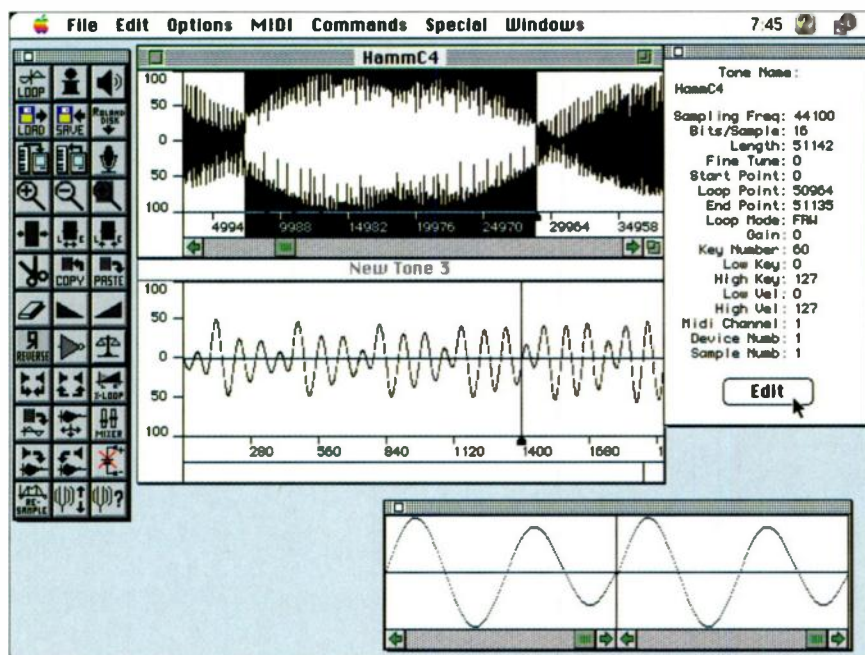 File Edit Options MIDI Commands Special Windows 7:45
LOOP
LOAD SAVE ROLAND DISK
L E L E
COPY PASTE
REVERSE
X-LOOP
MIXER
RE-SAMPLE ?
HammC4
100
50
0
50
100
4994 9988 14982 19976 24970 29964 34958
New Tone 3
100
50
0
50
100
280 560 840 1120 1400 1680 1
Tone Name:
HammC4
Sampling Freq: 44100
Bits/Sample: 16
Length: 51142
Fine Tune: 0
Start Point: 0
Loop Point: 50964
End Point: 51135
Loop Mode: FRW
Gain: 0
Key Number: 60
Low Key: 0
High Key: 127
Low Vel: 0
High Vel: 127
Midi Channel: 1
Device Numb: 1
Sample Numb: 1
Edit